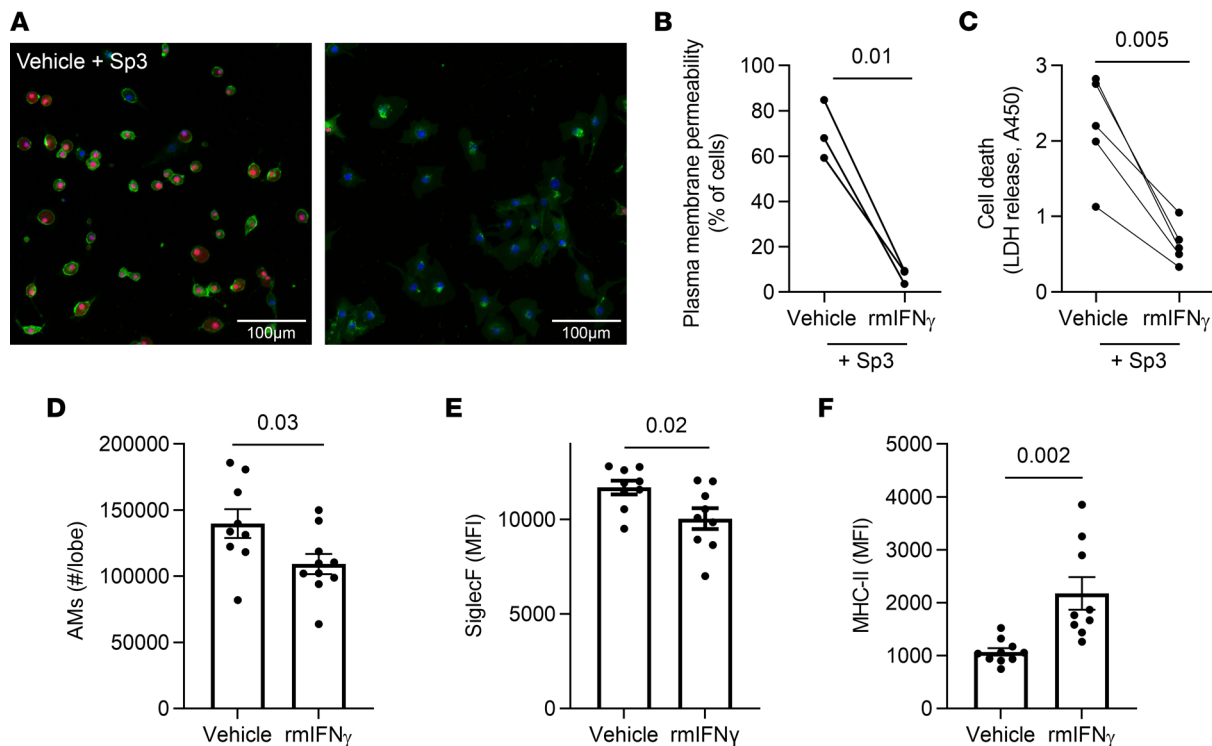 A
Vehicle + Sp3
100µm
100µm
B
Plasma membrane permeability
(% of cells)
100
80
60
40
20
0
0.01
Vehicle rmIFNγ
+ Sp3
C
Cell death
(LDH release, A450)
3
2
1
0
0.005
Vehicle rmIFNγ
+ Sp3
D
AMs (#/lobe)
200000
150000
100000
50000
0
0.03
Vehicle rmIFNγ
E
SiglecF (MFI)
10000
5000
0
0.02
Vehicle rmIFNγ
F
MHC-II (MFI)
5000
4000
3000
2000
1000
0
0.002
Vehicle rmIFNγ